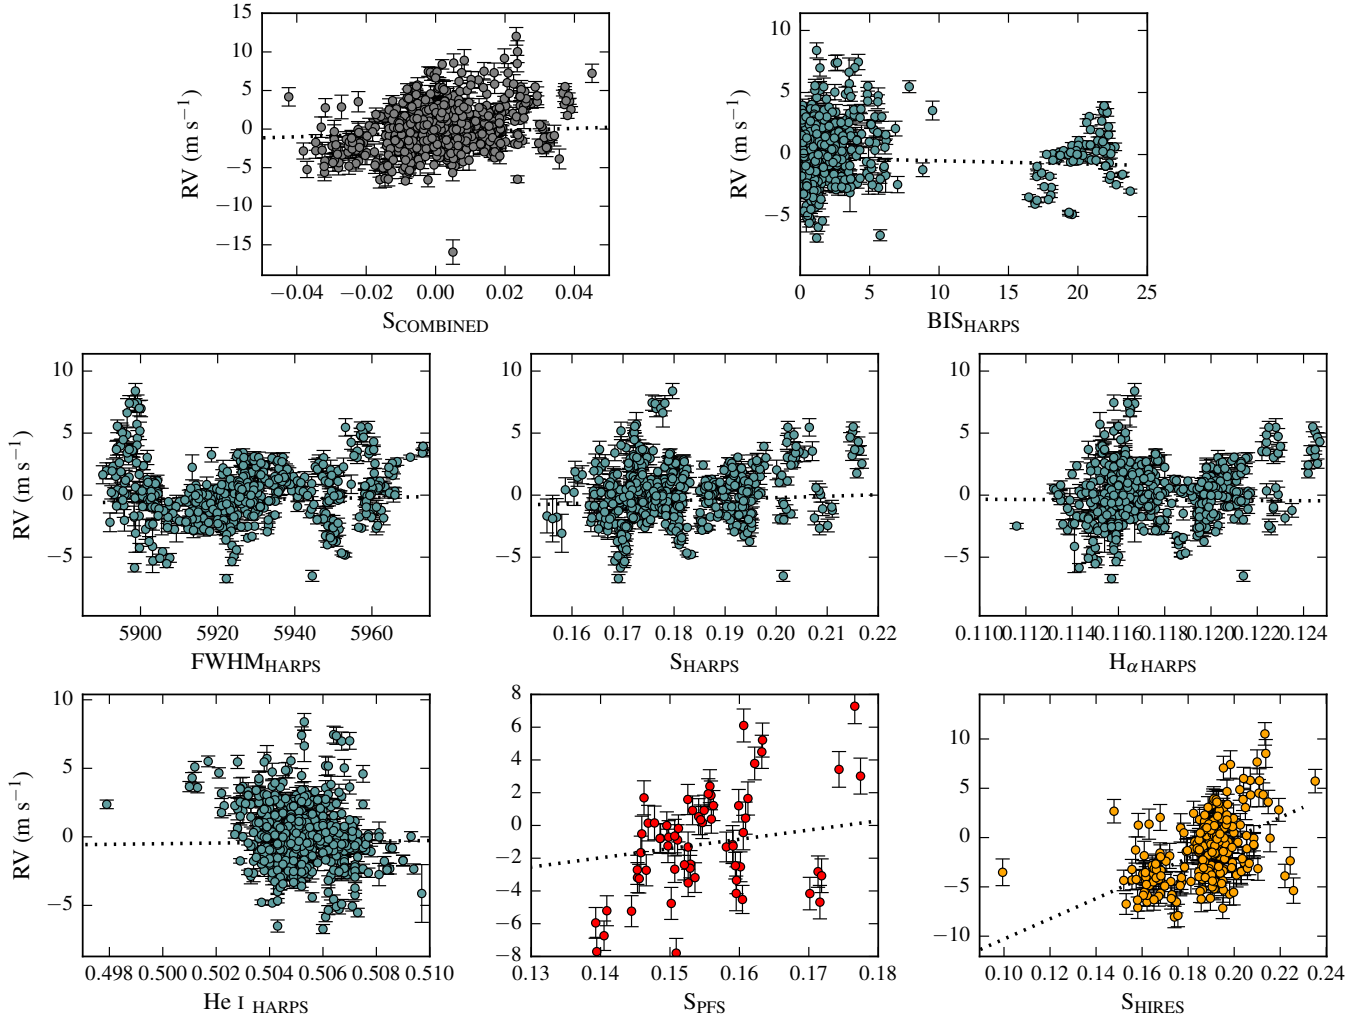 15
10
5
0
−5
−10
−15
RV (m s−1)
−0.04 −0.02 0.00 0.02 0.04
SCOMBINED
10
5
0
−5
RV (m s−1)
0 5 10 15 20 25
BISHARPS
10
5
0
−5
RV (m s−1)
5900 5920 5940 5960
FWHMHARPS
10
5
0
−5
0.16 0.17 0.18 0.19 0.20 0.21 0.22
SHARPS
10
5
0
−5
0.110 0.112 0.114 0.116 0.118 0.120 0.122 0.124
Hα HARPS
10
5
0
−5
RV (m s−1)
0.498 0.500 0.502 0.504 0.506 0.508 0.510
He I HARPS
8
6
4
2
0
−2
−4
−6
−8
0.13 0.14 0.15 0.16 0.17 0.18
SPFS
10
5
0
−5
−10
0.10 0.12 0.14 0.16 0.18 0.20 0.22 0.24
SHIRES